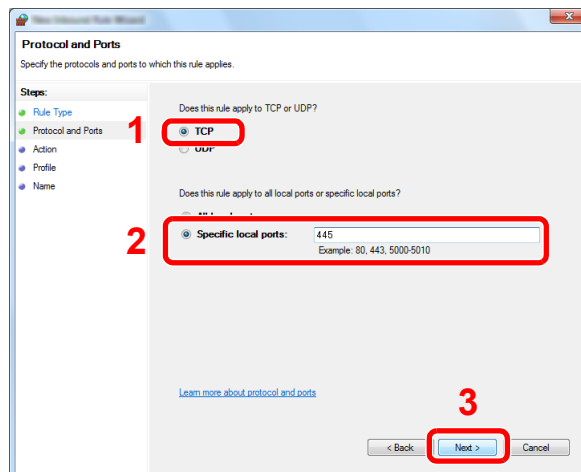 Protocol and Ports
Specify the protocols and ports to which this rule applies.
Steps:
Rule Type
Protocol and Ports
Action
Profile
Name
Does this rule apply to TCP or UDP?
1
TCP
UDP
Does this rule apply to all local ports or specific local ports?
2
Specific local ports:
445
Example: 80, 443, 5000-5010
Learn more about protocol and ports
3
< Back
Next >
Cancel